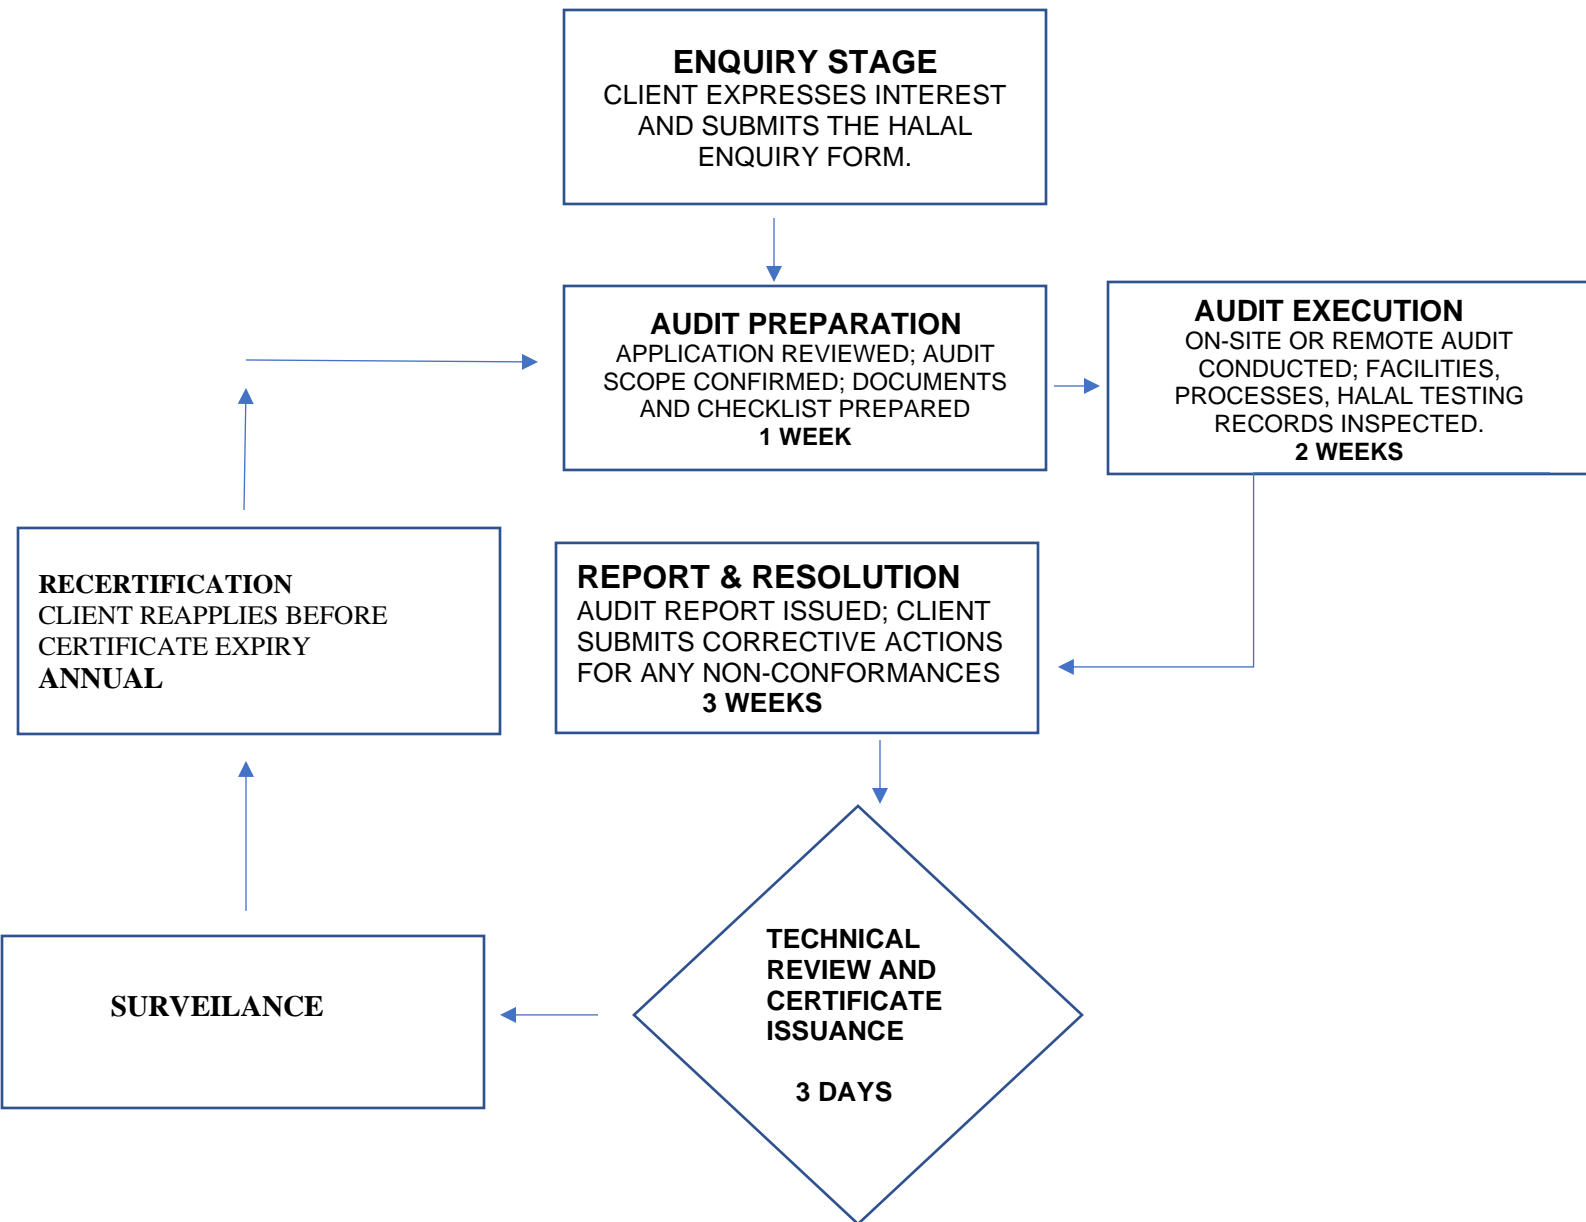 ENQUIRY STAGE
CLIENT EXPRESSES INTEREST
AND SUBMITS THE HALAL
ENQUIRY FORM.
AUDIT PREPARATION
APPLICATION REVIEWED; AUDIT
SCOPE CONFIRMED; DOCUMENTS
AND CHECKLIST PREPARED
1 WEEK
AUDIT EXECUTION
ON-SITE OR REMOTE AUDIT
CONDUCTED; FACILITIES,
PROCESSES, HALAL TESTING
RECORDS INSPECTED.
2 WEEKS
REPORT & RESOLUTION
AUDIT REPORT ISSUED; CLIENT
SUBMITS CORRECTIVE ACTIONS
FOR ANY NON-CONFORMANCES
3 WEEKS
TECHNICAL
REVIEW AND
CERTIFICATE
ISSUANCE
3 DAYS
SURVEILANCE
RECERTIFICATION
CLIENT REAPPLIES BEFORE
CERTIFICATE EXPIRY
ANNUAL